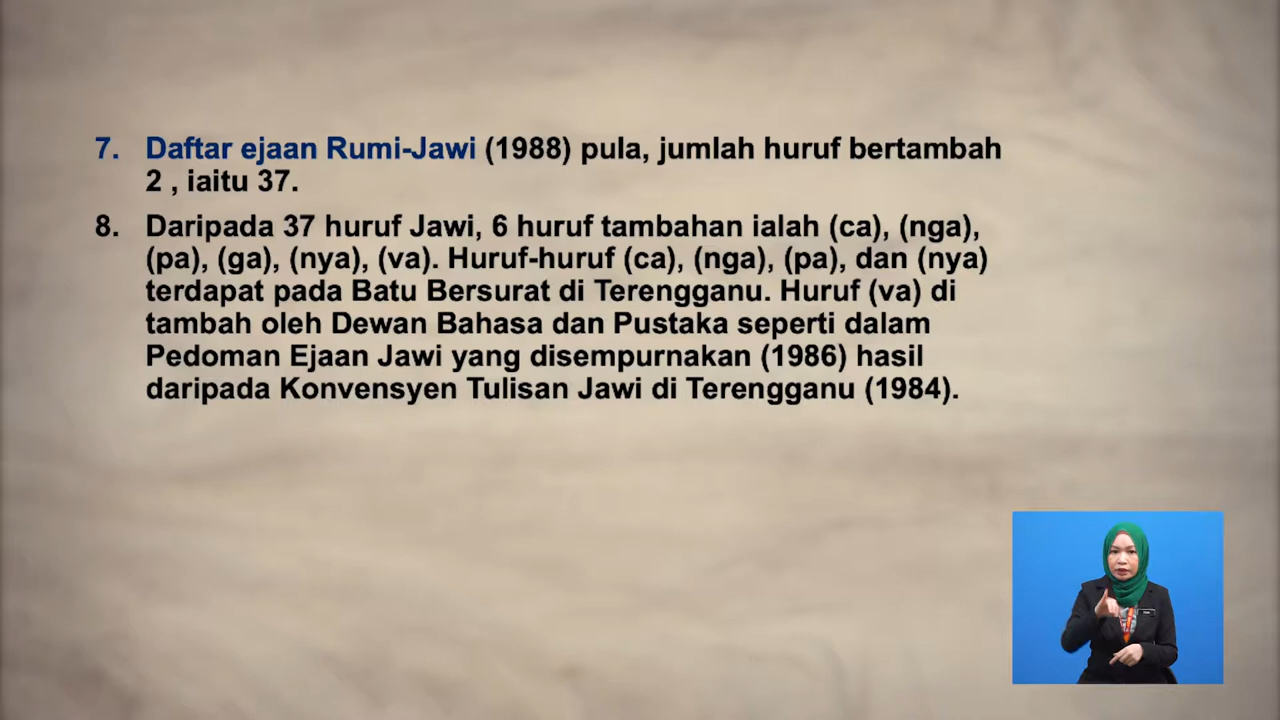 7. Daftar ejaan Rumi-Jawi (1988) pula, jumlah huruf bertambah
2 , iaitu 37.
8. Daripada 37 huruf Jawi, 6 huruf tambahan ialah (ca), (nga),
(pa), (ga), (nya), (va). Huruf-huruf (ca), (nga), (pa), dan (nya)
terdapat pada Batu Bersurat di Terengganu. Huruf (va) di
tambah oleh Dewan Bahasa dan Pustaka seperti dalam
Pedoman Ejaan Jawi yang disempurnakan (1986) hasil
daripada Konvensyen Tulisan Jawi di Terengganu (1984).